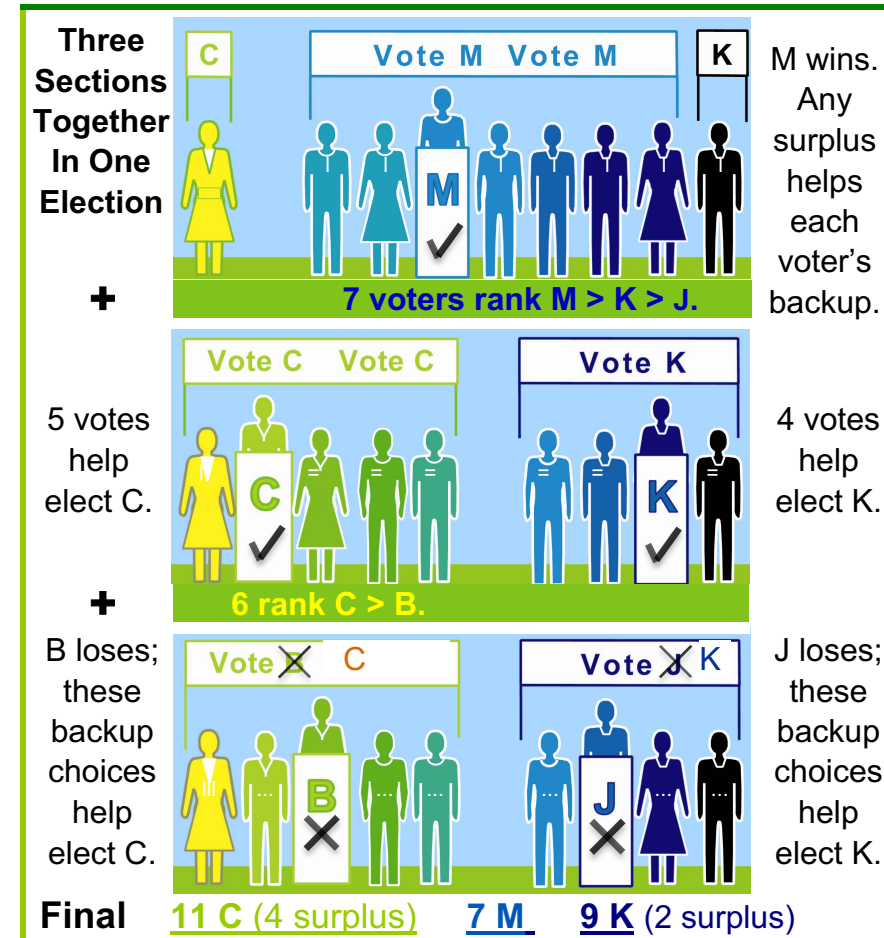 Three
Sections
Together
In One
Election
+
C
Vote M Vote M
K
M
7 voters rank M > K > J.
M wins.
Any
surplus
helps
each
voter's
backup.
5 votes
help
elect C.
+
Vote C Vote C
Vote K
C
K
6 rank C > B.
4 votes
help
elect K.
B loses;
these
backup
choices
help
elect C.
Vote B C
Vote J K
B
J
J loses;
these
backup
choices
help
elect K.
Final 11 C (4 surplus) 7 M 9 K (2 surplus)